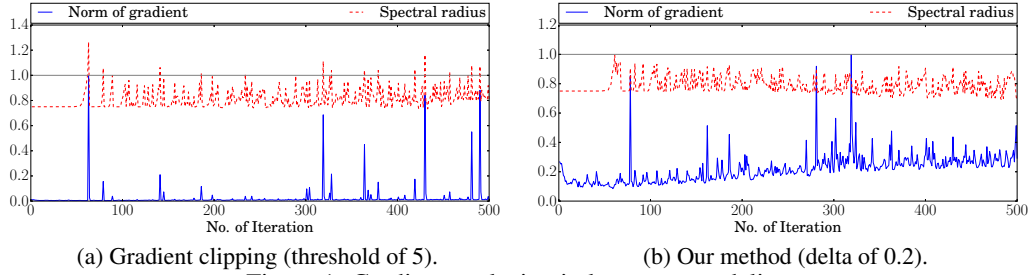 Norm of gradient Spectral radius
1.4
1.2
1.0
0.8
0.6
0.4
0.2
0.0
0 100 200 300 400 500
No. of Iteration
(a) Gradient clipping (threshold of 5).
Norm of gradient Spectral radius
1.2
1.0
0.8
0.6
0.4
0.2
0.0
0 100 200 300 400 500
No. of Iteration
(b) Our method (delta of 0.2).